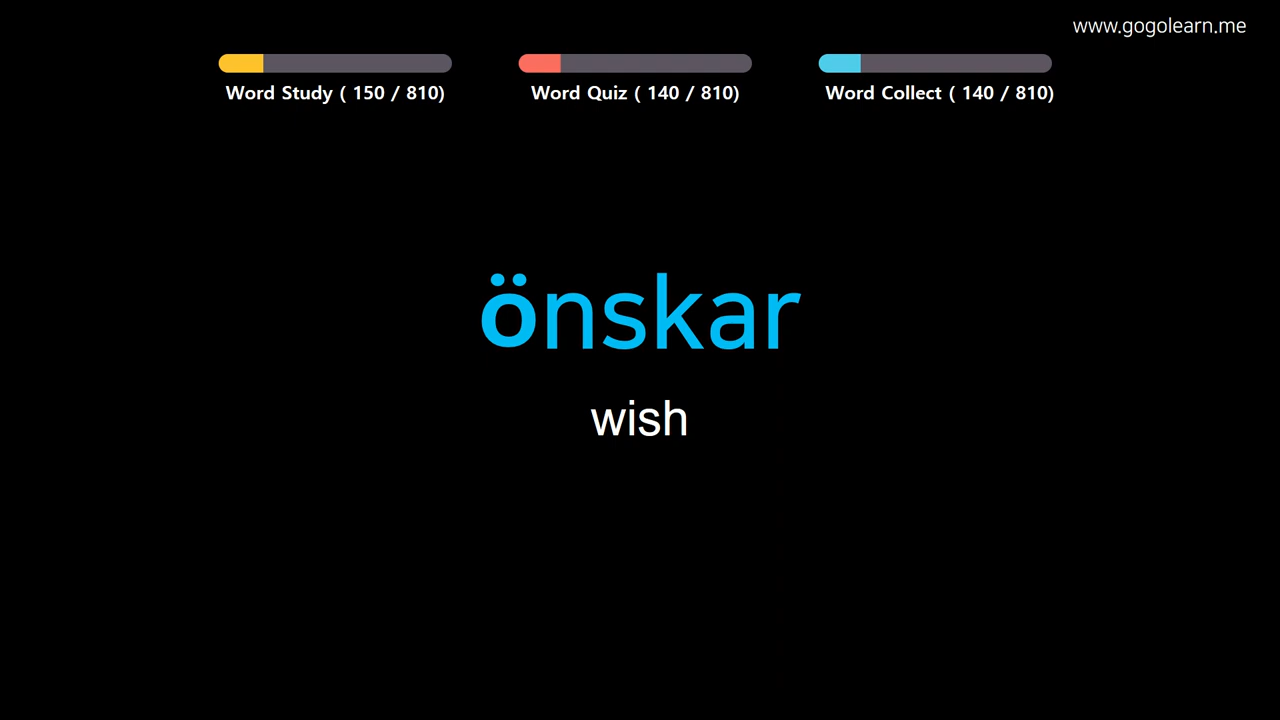 www.gogolearn.me
Word Study ( 150 / 810)
Word Quiz ( 140 / 810)
Word Collect ( 140 / 810)
önskar
wish